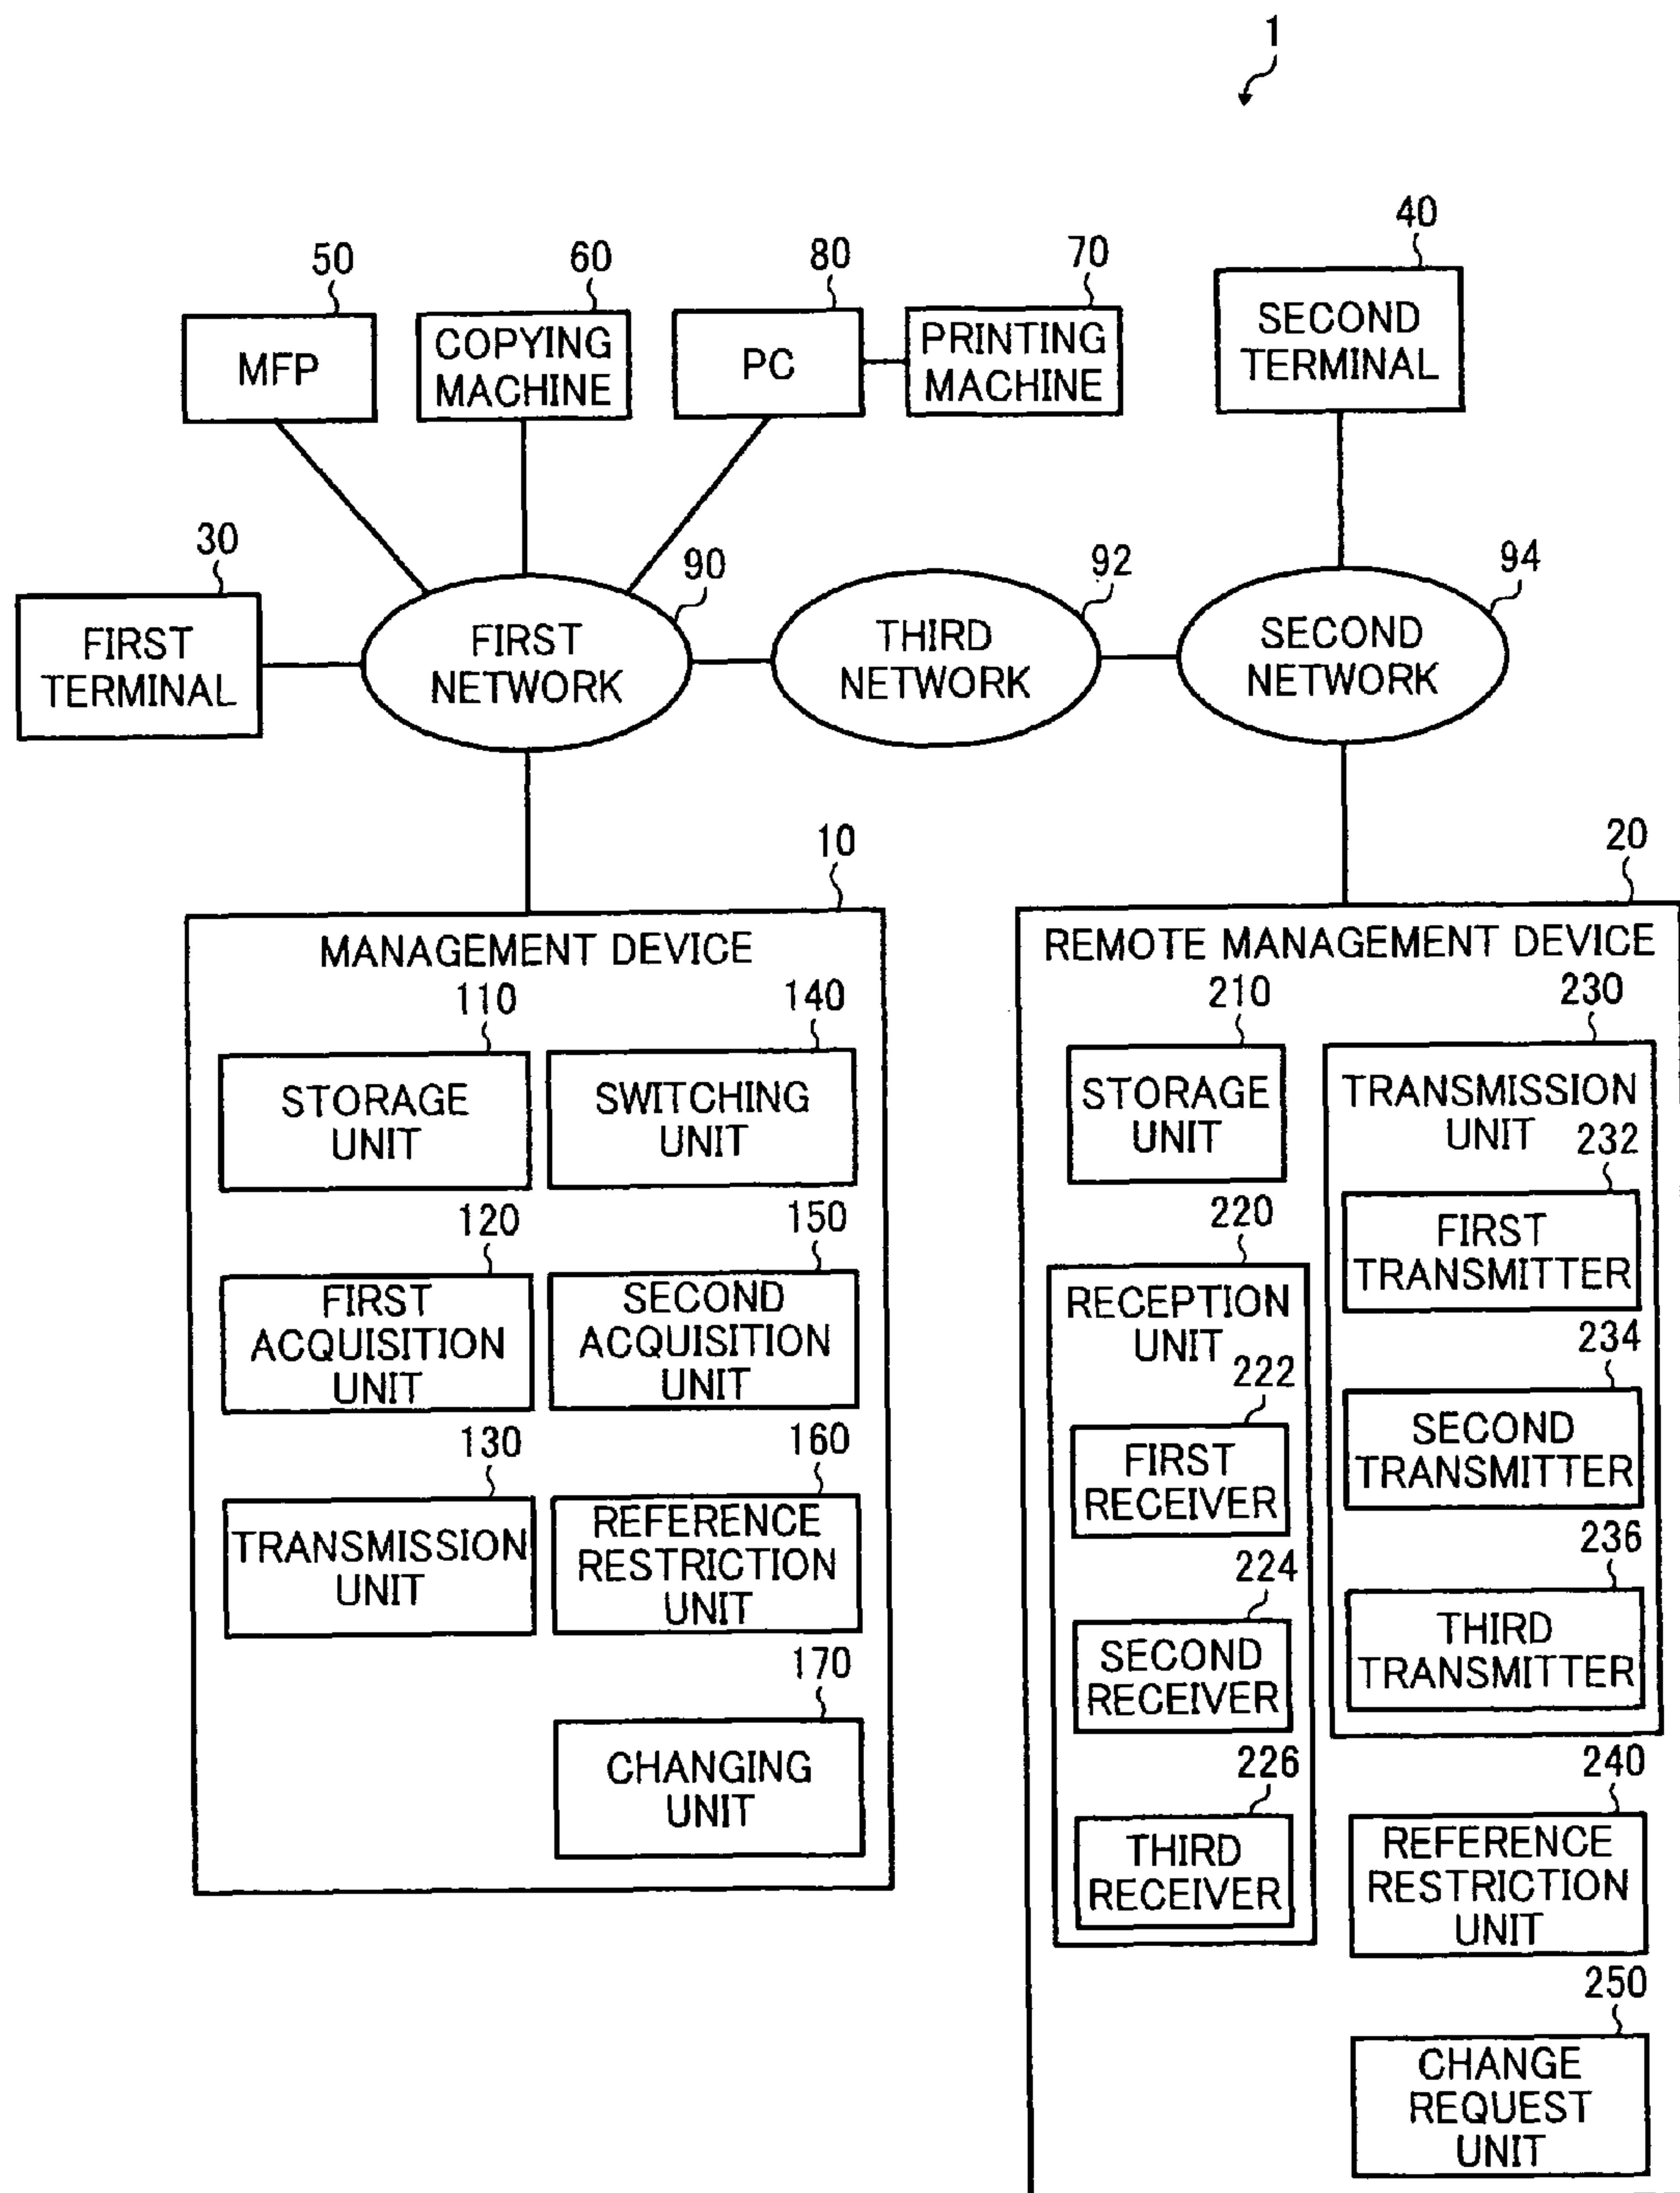 1
40
50
60
80
70
MFP
COPYING
MACHINE
PC
PRINTING
MACHINE
SECOND
TERMINAL
30
90
92
94
FIRST
TERMINAL
FIRST
NETWORK
THIRD
NETWORK
SECOND
NETWORK
10
MANAGEMENT DEVICE
110
140
STORAGE
UNIT
SWITCHING
UNIT
120
150
FIRST
ACQUISITION
UNIT
SECOND
ACQUISITION
UNIT
130
160
TRANSMISSION
UNIT
REFERENCE
RESTRICTION
UNIT
170
CHANGING
UNIT
20
REMOTE MANAGEMENT DEVICE
210
230
STORAGE
UNIT
TRANSMISSION
UNIT
232
FIRST
TRANSMITTER
234
SECOND
TRANSMITTER
236
THIRD
TRANSMITTER
220
RECEPTION
UNIT
222
FIRST
RECEIVER
224
SECOND
RECEIVER
226
THIRD
RECEIVER
240
REFERENCE
RESTRICTION
UNIT
250
CHANGE
REQUEST
UNIT